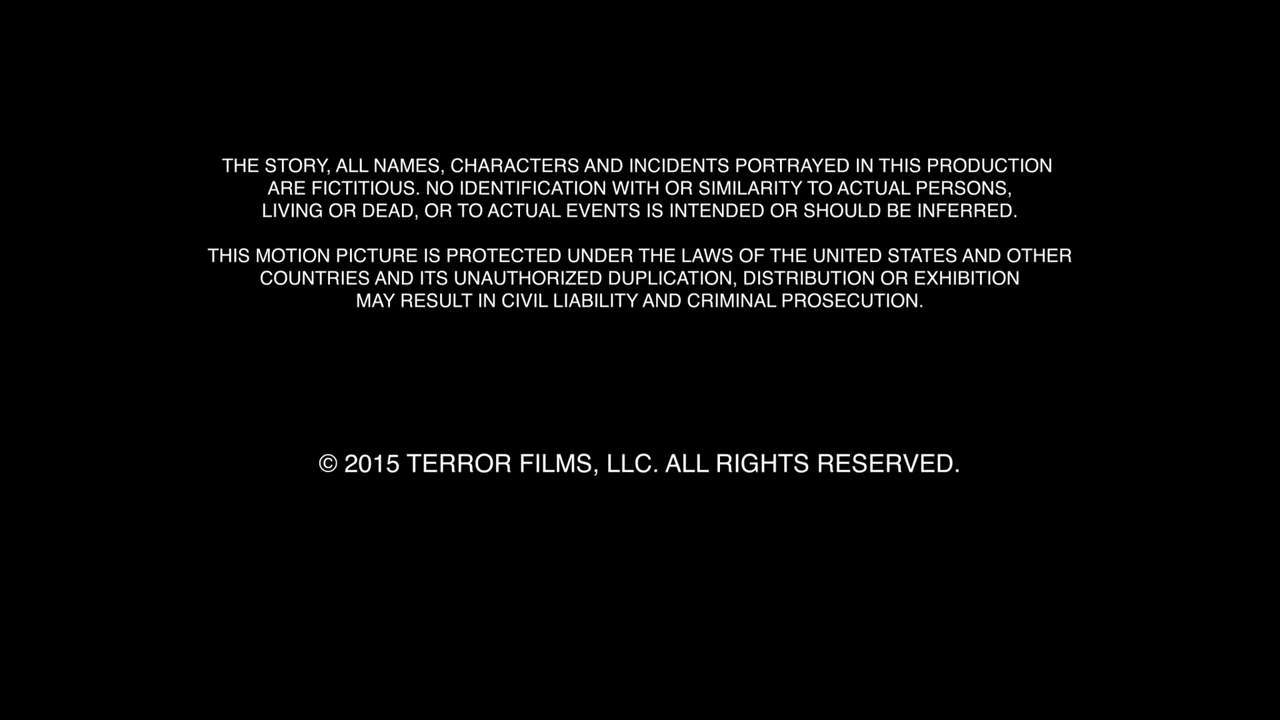 THE STORY, ALL NAMES, CHARACTERS AND INCIDENTS PORTRAYED IN THIS PRODUCTION
ARE FICTITIOUS. NO IDENTIFICATION WITH OR SIMILARITY TO ACTUAL PERSONS,
LIVING OR DEAD, OR TO ACTUAL EVENTS IS INTENDED OR SHOULD BE INFERRED.
THIS MOTION PICTURE IS PROTECTED UNDER THE LAWS OF THE UNITED STATES AND OTHER
COUNTRIES AND ITS UNAUTHORIZED DUPLICATION, DISTRIBUTION OR EXHIBITION
MAY RESULT IN CIVIL LIABILITY AND CRIMINAL PROSECUTION.
© 2015 TERROR FILMS, LLC. ALL RIGHTS RESERVED.